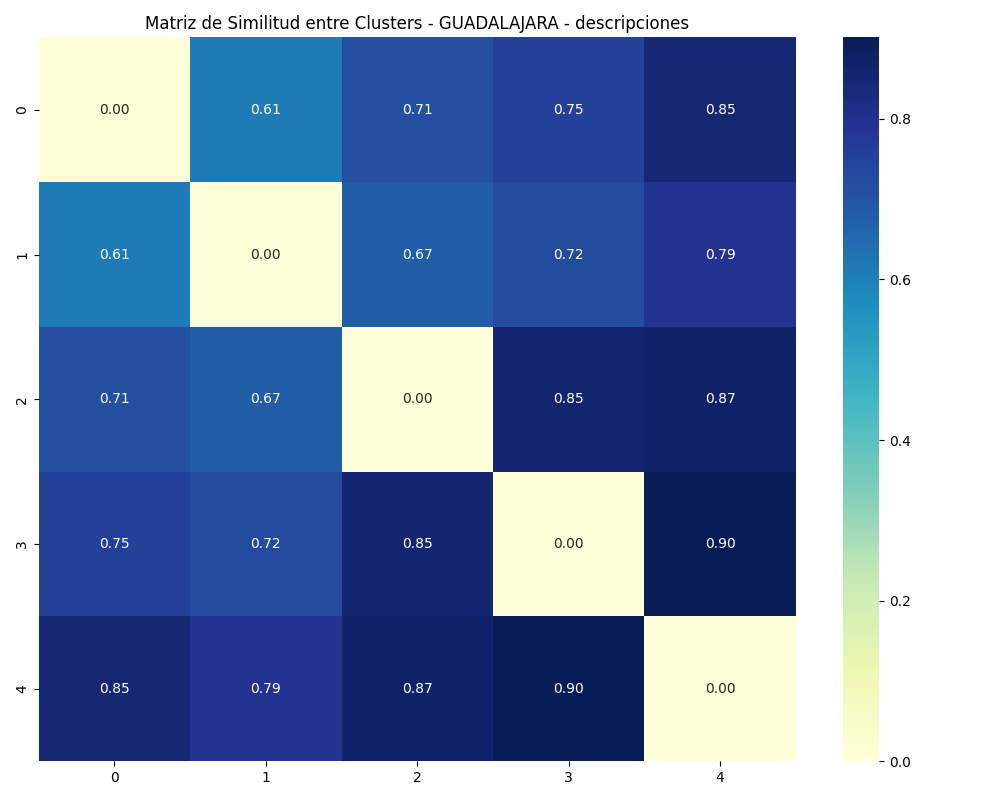 Matriz de Similitud entre Clusters - GUADALAJARA - descripciones
0 0.00 0.61 0.71 0.75 0.85
1 0.61 0.00 0.67 0.72 0.79
2 0.71 0.67 0.00 0.85 0.87
3 0.75 0.72 0.85 0.00 0.90
4 0.85 0.79 0.87 0.90 0.00
0 1 2 3 4
0.8
0.6
0.4
0.2
0.0